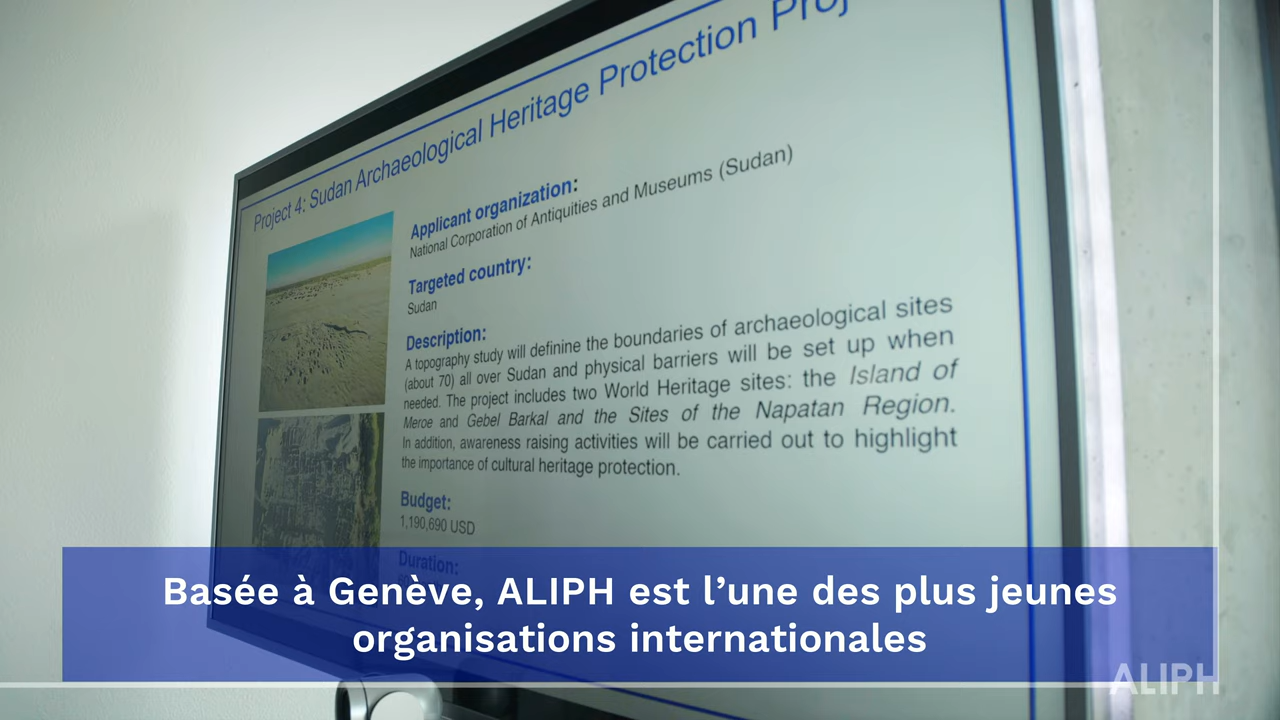 Project 4: Sudan Archaeological Heritage Protection Proj
Applicant organization:
National Corporation of Antiquities and Museums (Sudan)
Targeted country:
Sudan
Description:
A topography study will definine the boundaries of archaeological sites
(about 70) all over Sudan and physical barriers will be set up when
needed. The project includes two World Heritage sites: the Island of
Meroe and Gebel Barkal and the Sites of the Napatan Region.
In addition, awareness raising activities will be carried out to highlight
the importance of cultural heritage protection.
Budget:
1,190,690 USD
Duration:
Basée à Genève, ALIPH est l’une des plus jeunes
organisations internationales
ALIPH